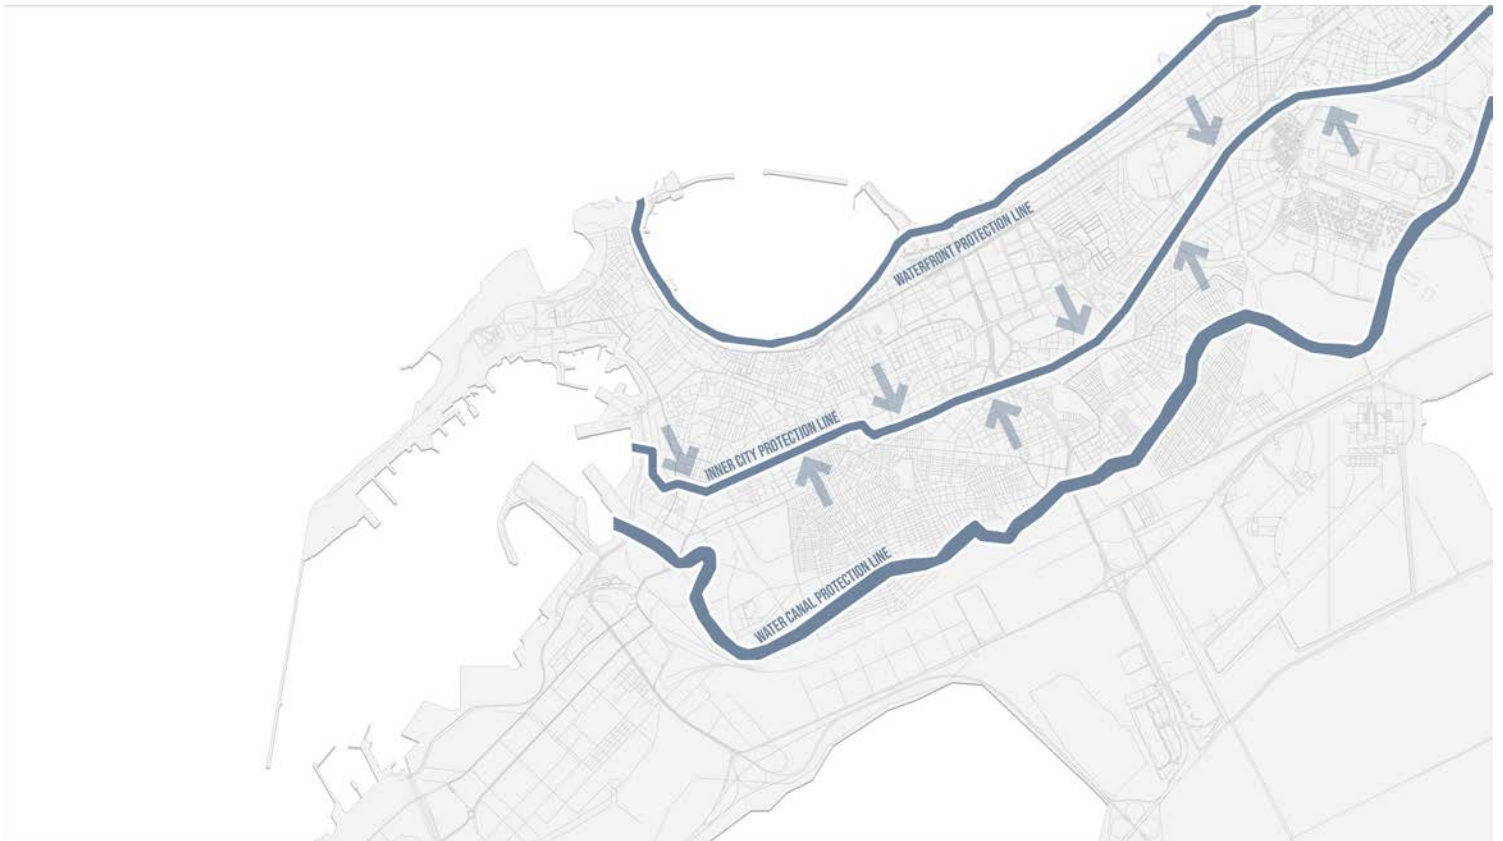 WATERFRONT PROTECTION LINE
INNER CITY PROTECTION LINE
WATER CANAL PROTECTION LINE